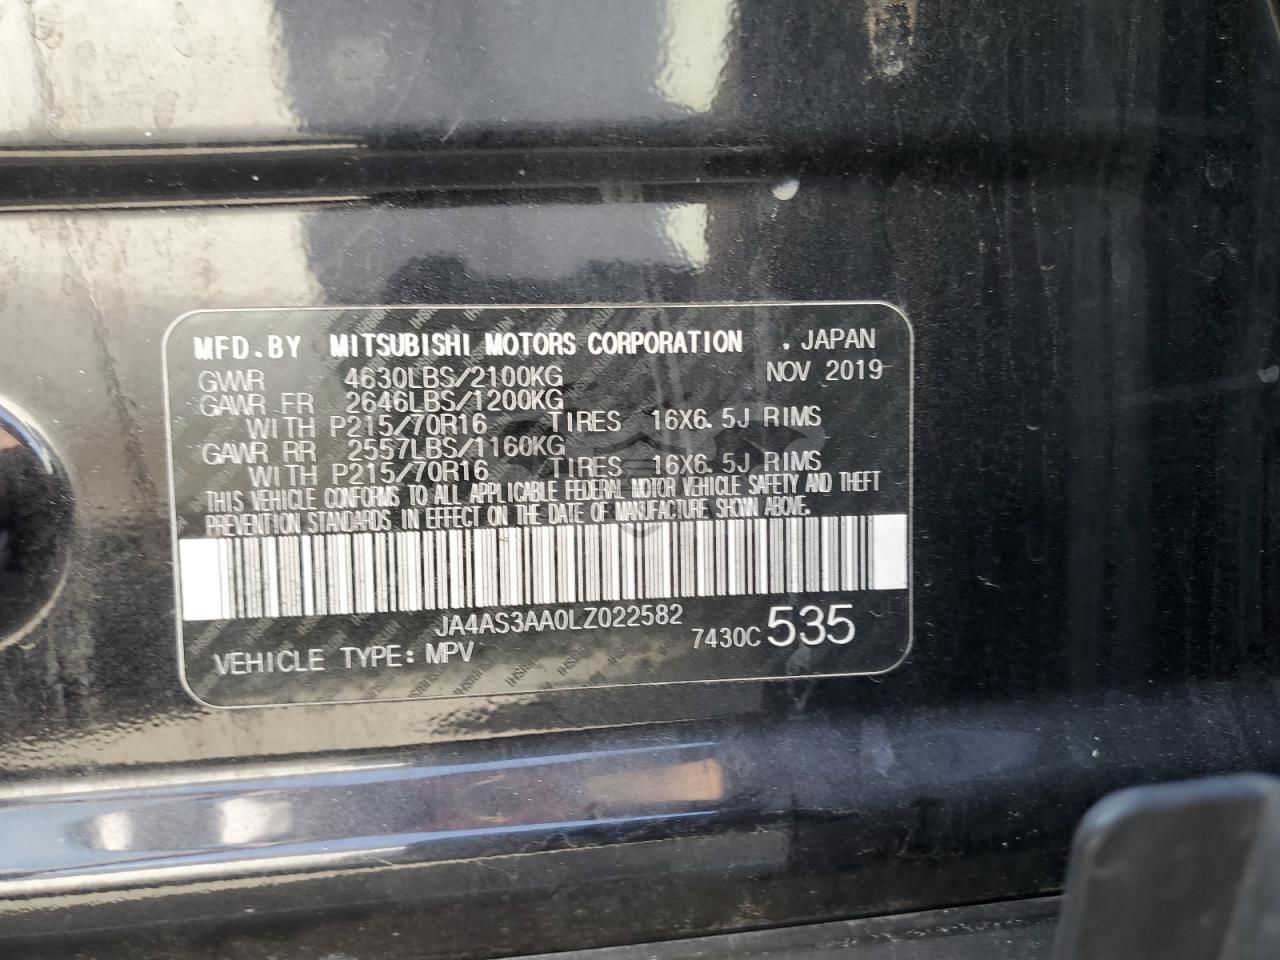 MFD.BY MITSUBISHI MOTORS CORPORATION . JAPAN
GVWR 4630LBS/2100KG NOV 2019
GAWR FR 2646LBS/1200KG
WITH P215/70R16 TIRES 16X6.5J RIMS
GAWR RR 2557LBS/1160KG
WITH P215/70R16 TIRES 16X6.5J RIMS
THIS VEHICLE CONFORMS TO ALL APPLICABLE FEDERAL MOTOR VEHICLE SAFETY AND THEFT
PREVENTION STANDARDS IN EFFECT ON THE DATE OF MANUFACTURE SHOWN ABOVE.
JA4AS3AA0LZ022582
7430C 535
VEHICLE TYPE: MPV